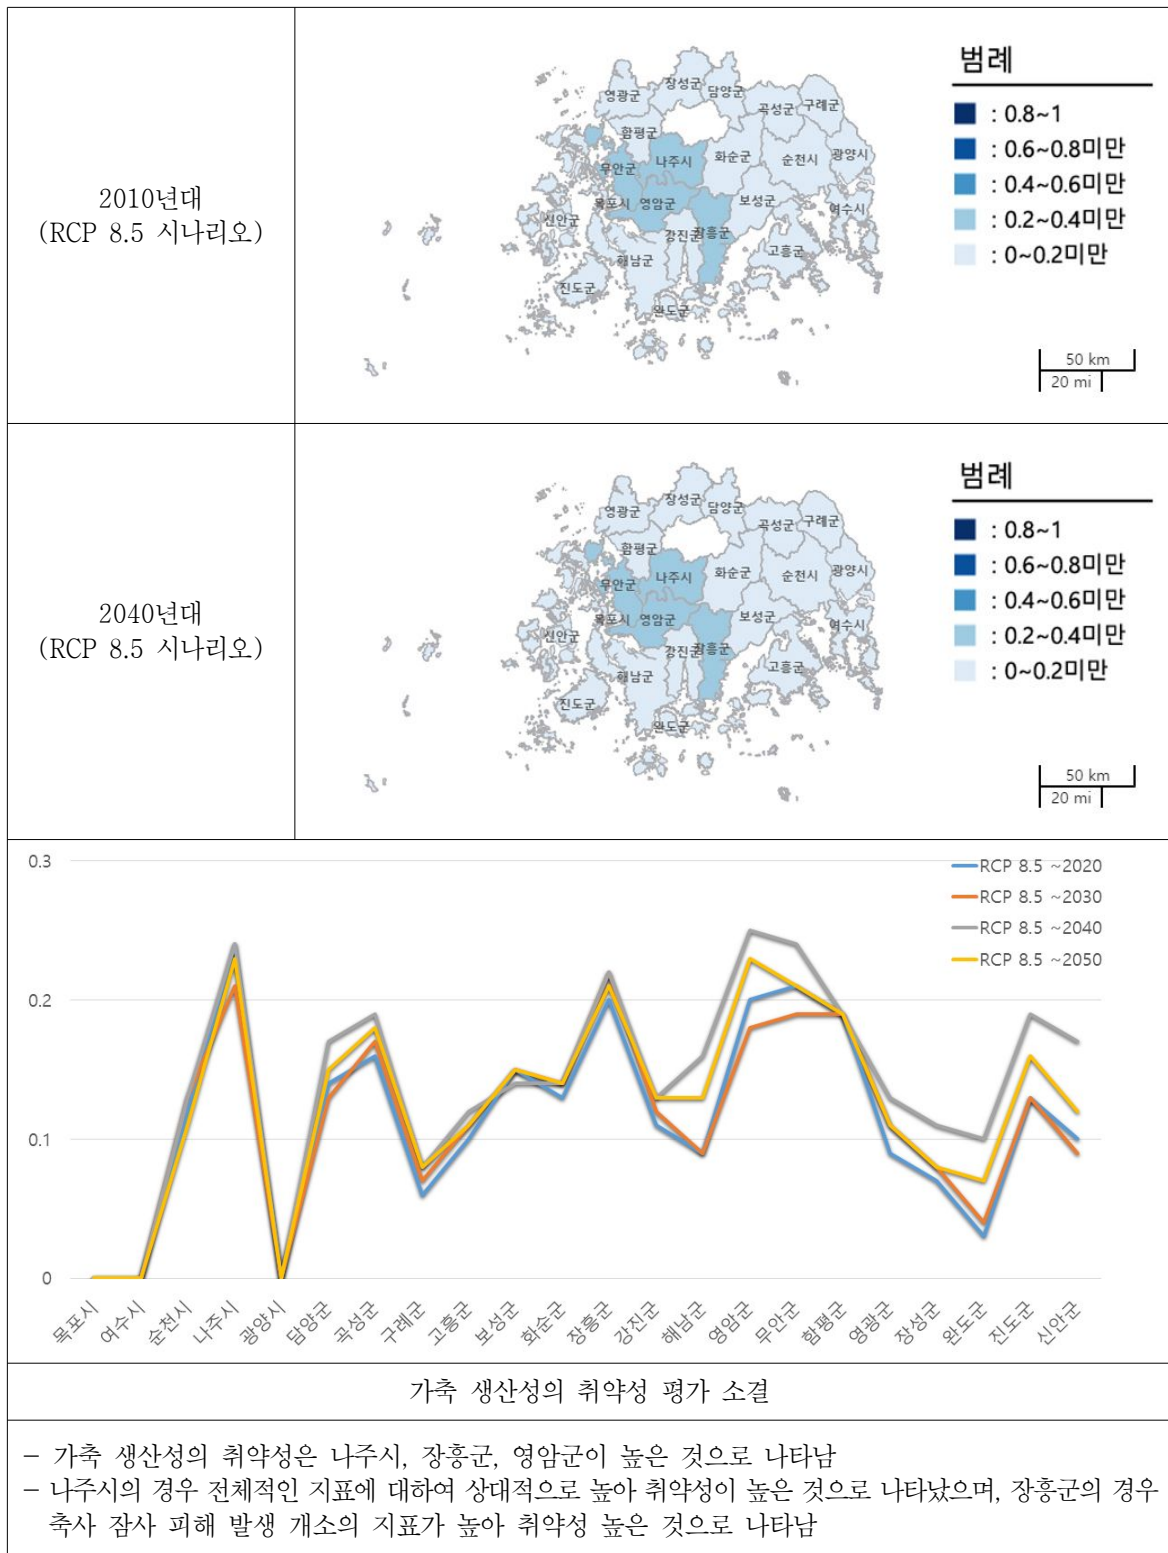 2010년대
(RCP 8.5 시나리오)
장성군
담양군
영광군
곡성군
구례군
함평군
나주시
화순군
순천시
광양시
무안군
목포시
영암군
보성군
여수시
신안군
강진군
장흥군
해남군
고흥군
진도군
완도군
범례
: 0.8~1
: 0.6~0.8미만
: 0.4~0.6미만
: 0.2~0.4미만
: 0~0.2미만
50 km
20 mi
2040년대
(RCP 8.5 시나리오)
장성군
담양군
영광군
곡성군
구례군
함평군
나주시
화순군
순천시
광양시
무안군
목포시
영암군
보성군
여수시
신안군
강진군
장흥군
해남군
고흥군
진도군
완도군
범례
: 0.8~1
: 0.6~0.8미만
: 0.4~0.6미만
: 0.2~0.4미만
: 0~0.2미만
50 km
20 mi
0.3
0.2
0.1
0
RCP 8.5 ~2020
RCP 8.5 ~2030
RCP 8.5 ~2040
RCP 8.5 ~2050
목포시
여수시
순천시
나주시
광양시
담양군
곡성군
구례군
고흥군
보성군
화순군
장흥군
강진군
해남군
영암군
무안군
함평군
영광군
장성군
완도군
진도군
신안군
가축 생산성의 취약성 평가 소결
- 가축 생산성의 취약성은 나주시, 장흥군, 영암군이 높은 것으로 나타남
- 나주시의 경우 전체적인 지표에 대하여 상대적으로 높아 취약성이 높은 것으로 나타났으며, 장흥군의 경우
축사 잠사 피해 발생 개소의 지표가 높아 취약성 높은 것으로 나타남